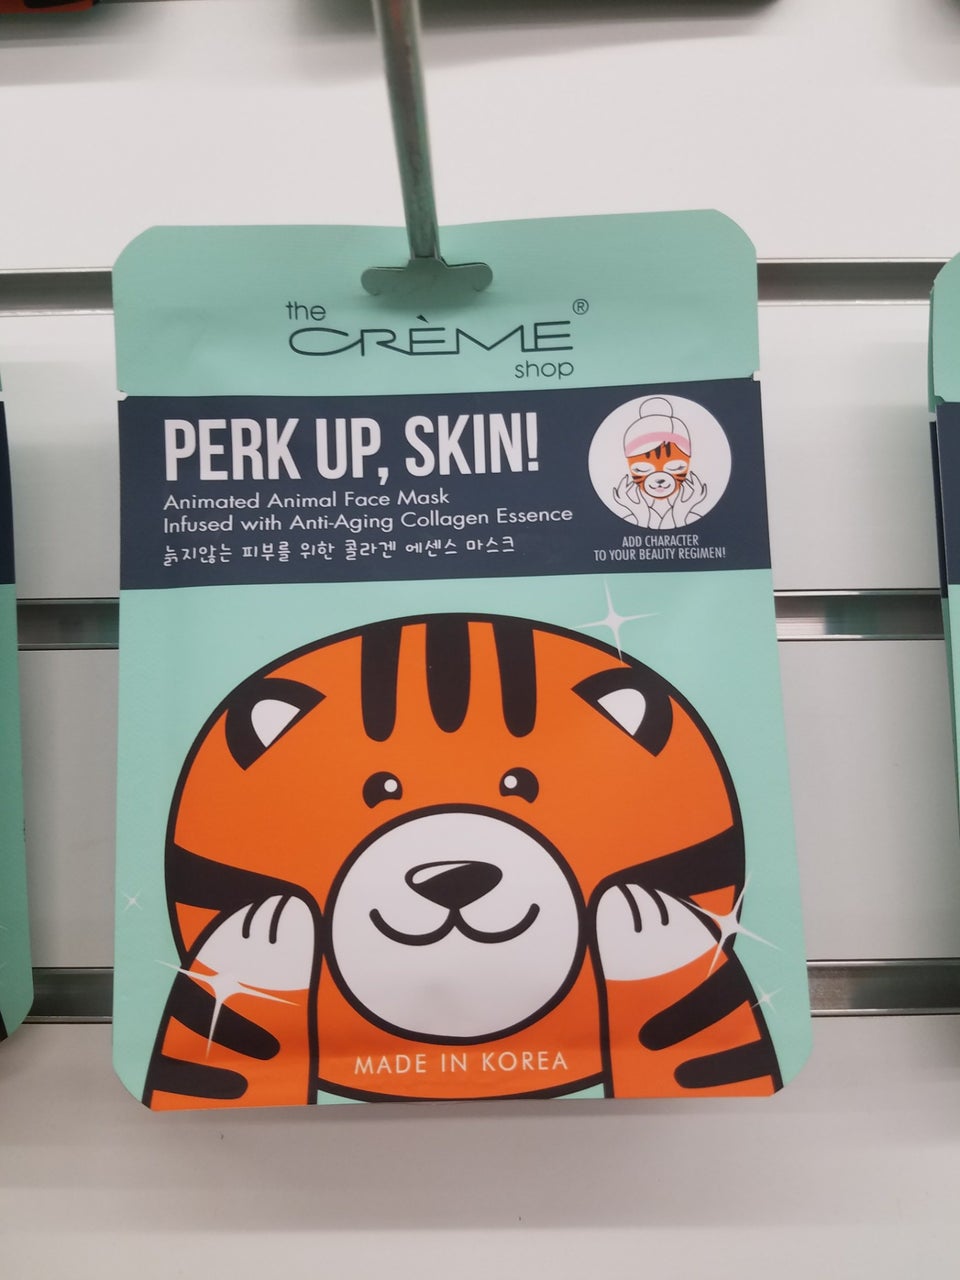 the
CRÈME®
shop
PERK UP, SKIN!
Animated Animal Face Mask
Infused with Anti-Aging Collagen Essence
늙지않는 피부를 위한 콜라겐 에센스 마스크
ADD CHARACTER
TO YOUR BEAUTY REGIMEN!
MADE IN KOREA